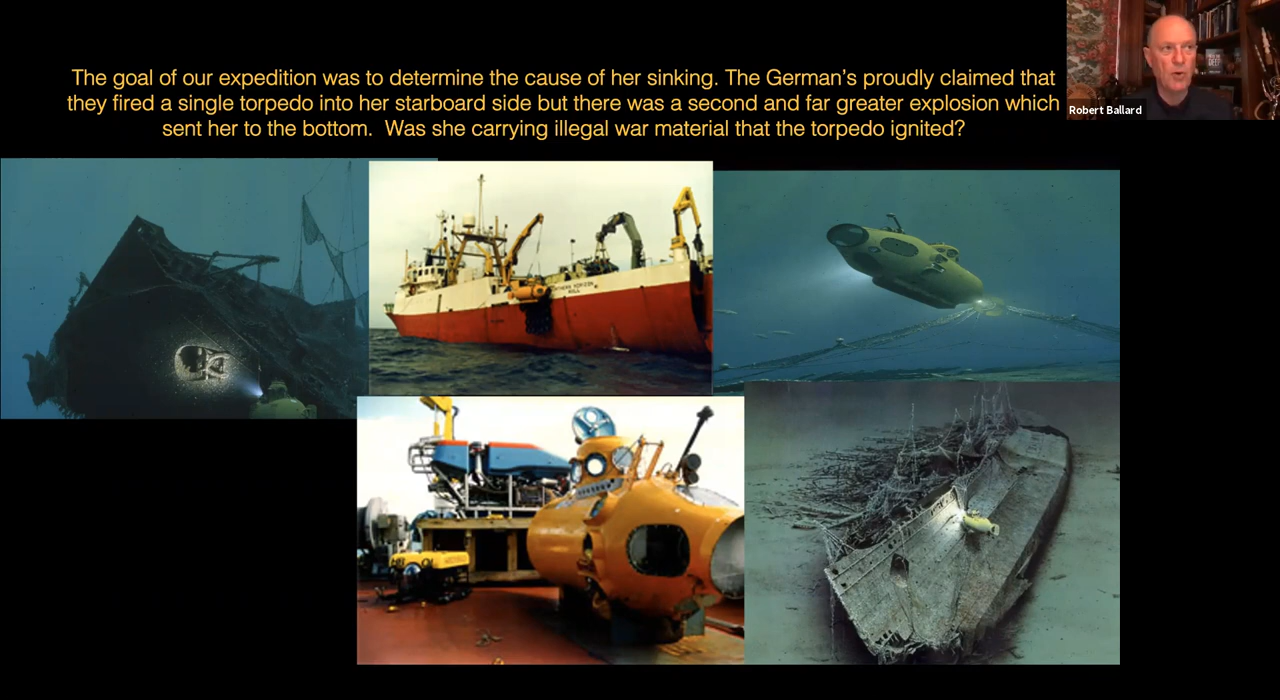 The goal of our expedition was to determine the cause of her sinking. The German's proudly claimed that
they fired a single torpedo into her starboard side but there was a second and far greater explosion which
sent her to the bottom. Was she carrying illegal war material that the torpedo ignited?
Robert Ballard